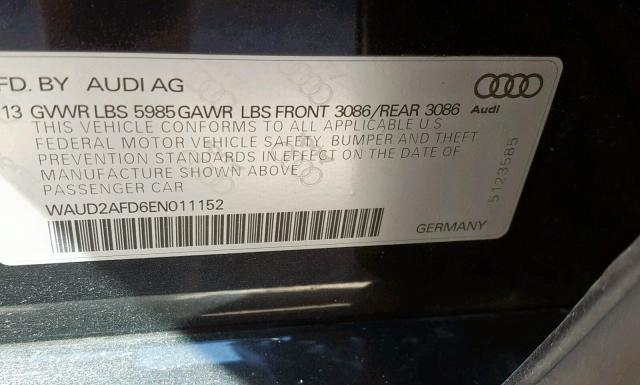 FD. BY AUDI AG
13 GVWR LBS 5985 GAWR LBS FRONT 3086/REAR 3086
Audi
THIS VEHICLE CONFORMS TO ALL APPLICABLE U.S
FEDERAL MOTOR VEHICLE SAFETY, BUMPER AND THEFT
PREVENTION STANDARDS IN EFFECT ON THE DATE OF
MANUFACTURE SHOWN ABOVE
PASSENGER CAR
WAUD2AFD6EN011152
GERMANY
5123585